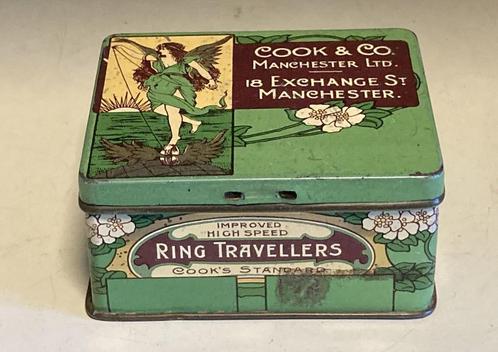 COOK & CO.
MANCHESTER LTD.
18 EXCHANGE ST
MANCHESTER.
IMPROVED
HIGH SPEED
RING TRAVELLERS
COOK'S STANDARD